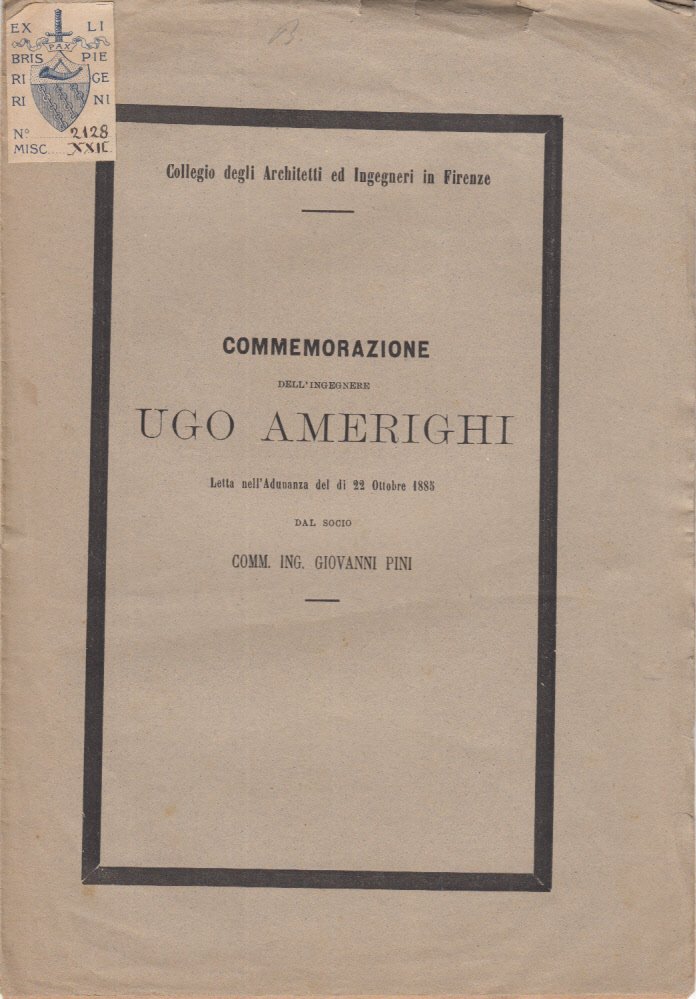 B.
EX LI
PAX
BRIS PIE
RI GE
RI NI
N° 2128
MISC. XXII
Collegio degli Architetti ed Ingegneri in Firenze
COMMEMORAZIONE
DELL'INGEGNERE
UGO AMERIGHI
Letta nell'Adunanza del dì 22 Ottobre 1885
DAL SOCIO
COMM. ING. GIOVANNI PINI